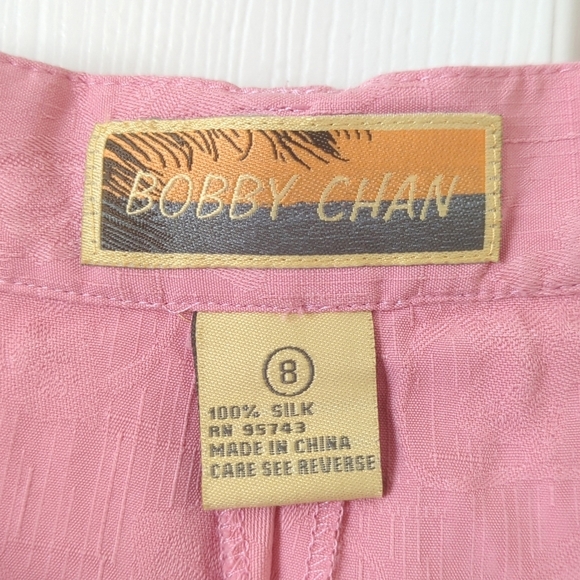 BOBBY CHAN
8
100% SILK
RN 95743
MADE IN CHINA
CARE SEE REVERSE